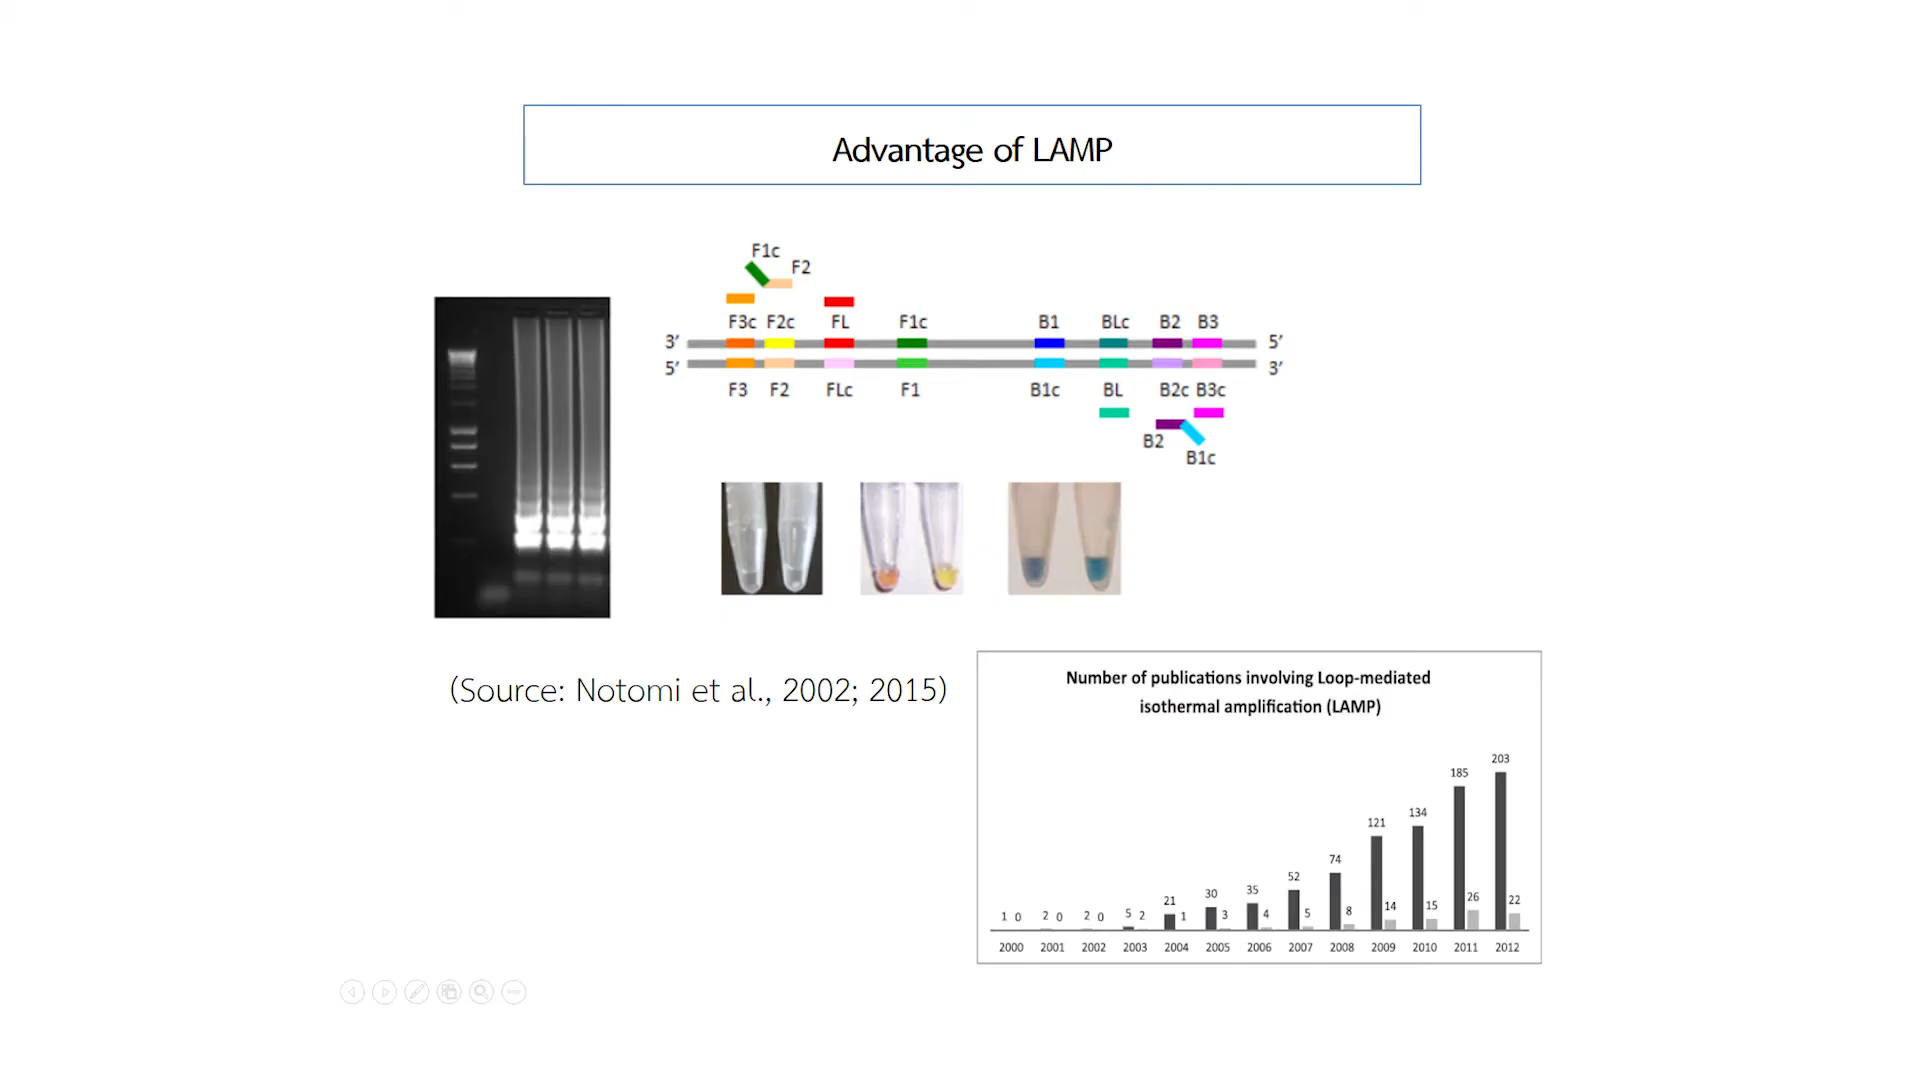 Advantage of LAMP
F1c
F2
F3c F2c FL F1c B1 BLc B2 B3
3’ 5’
5’ 3’
F3 F2 FLc F1 B1c BL B2c B3c
B2
B1c
(Source: Notomi et al., 2002; 2015)
Number of publications involving Loop-mediated
isothermal amplification (LAMP)
203
185
134
121
74
52
35
30
21
1 0 2 0 2 0 5 2 1 3 4 5 8 14 15 26 22
2000 2001 2002 2003 2004 2005 2006 2007 2008 2009 2010 2011 2012